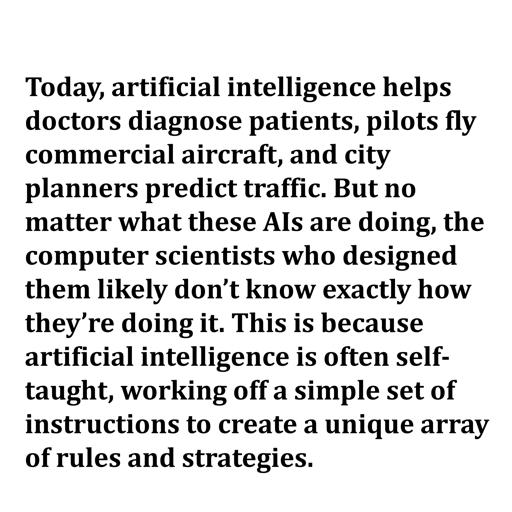 Today, artificial intelligence helps
doctors diagnose patients, pilots fly
commercial aircraft, and city
planners predict traffic. But no
matter what these AIs are doing, the
computer scientists who designed
them likely don’t know exactly how
they’re doing it. This is because
artificial intelligence is often self-
taught, working off a simple set of
instructions to create a unique array
of rules and strategies.